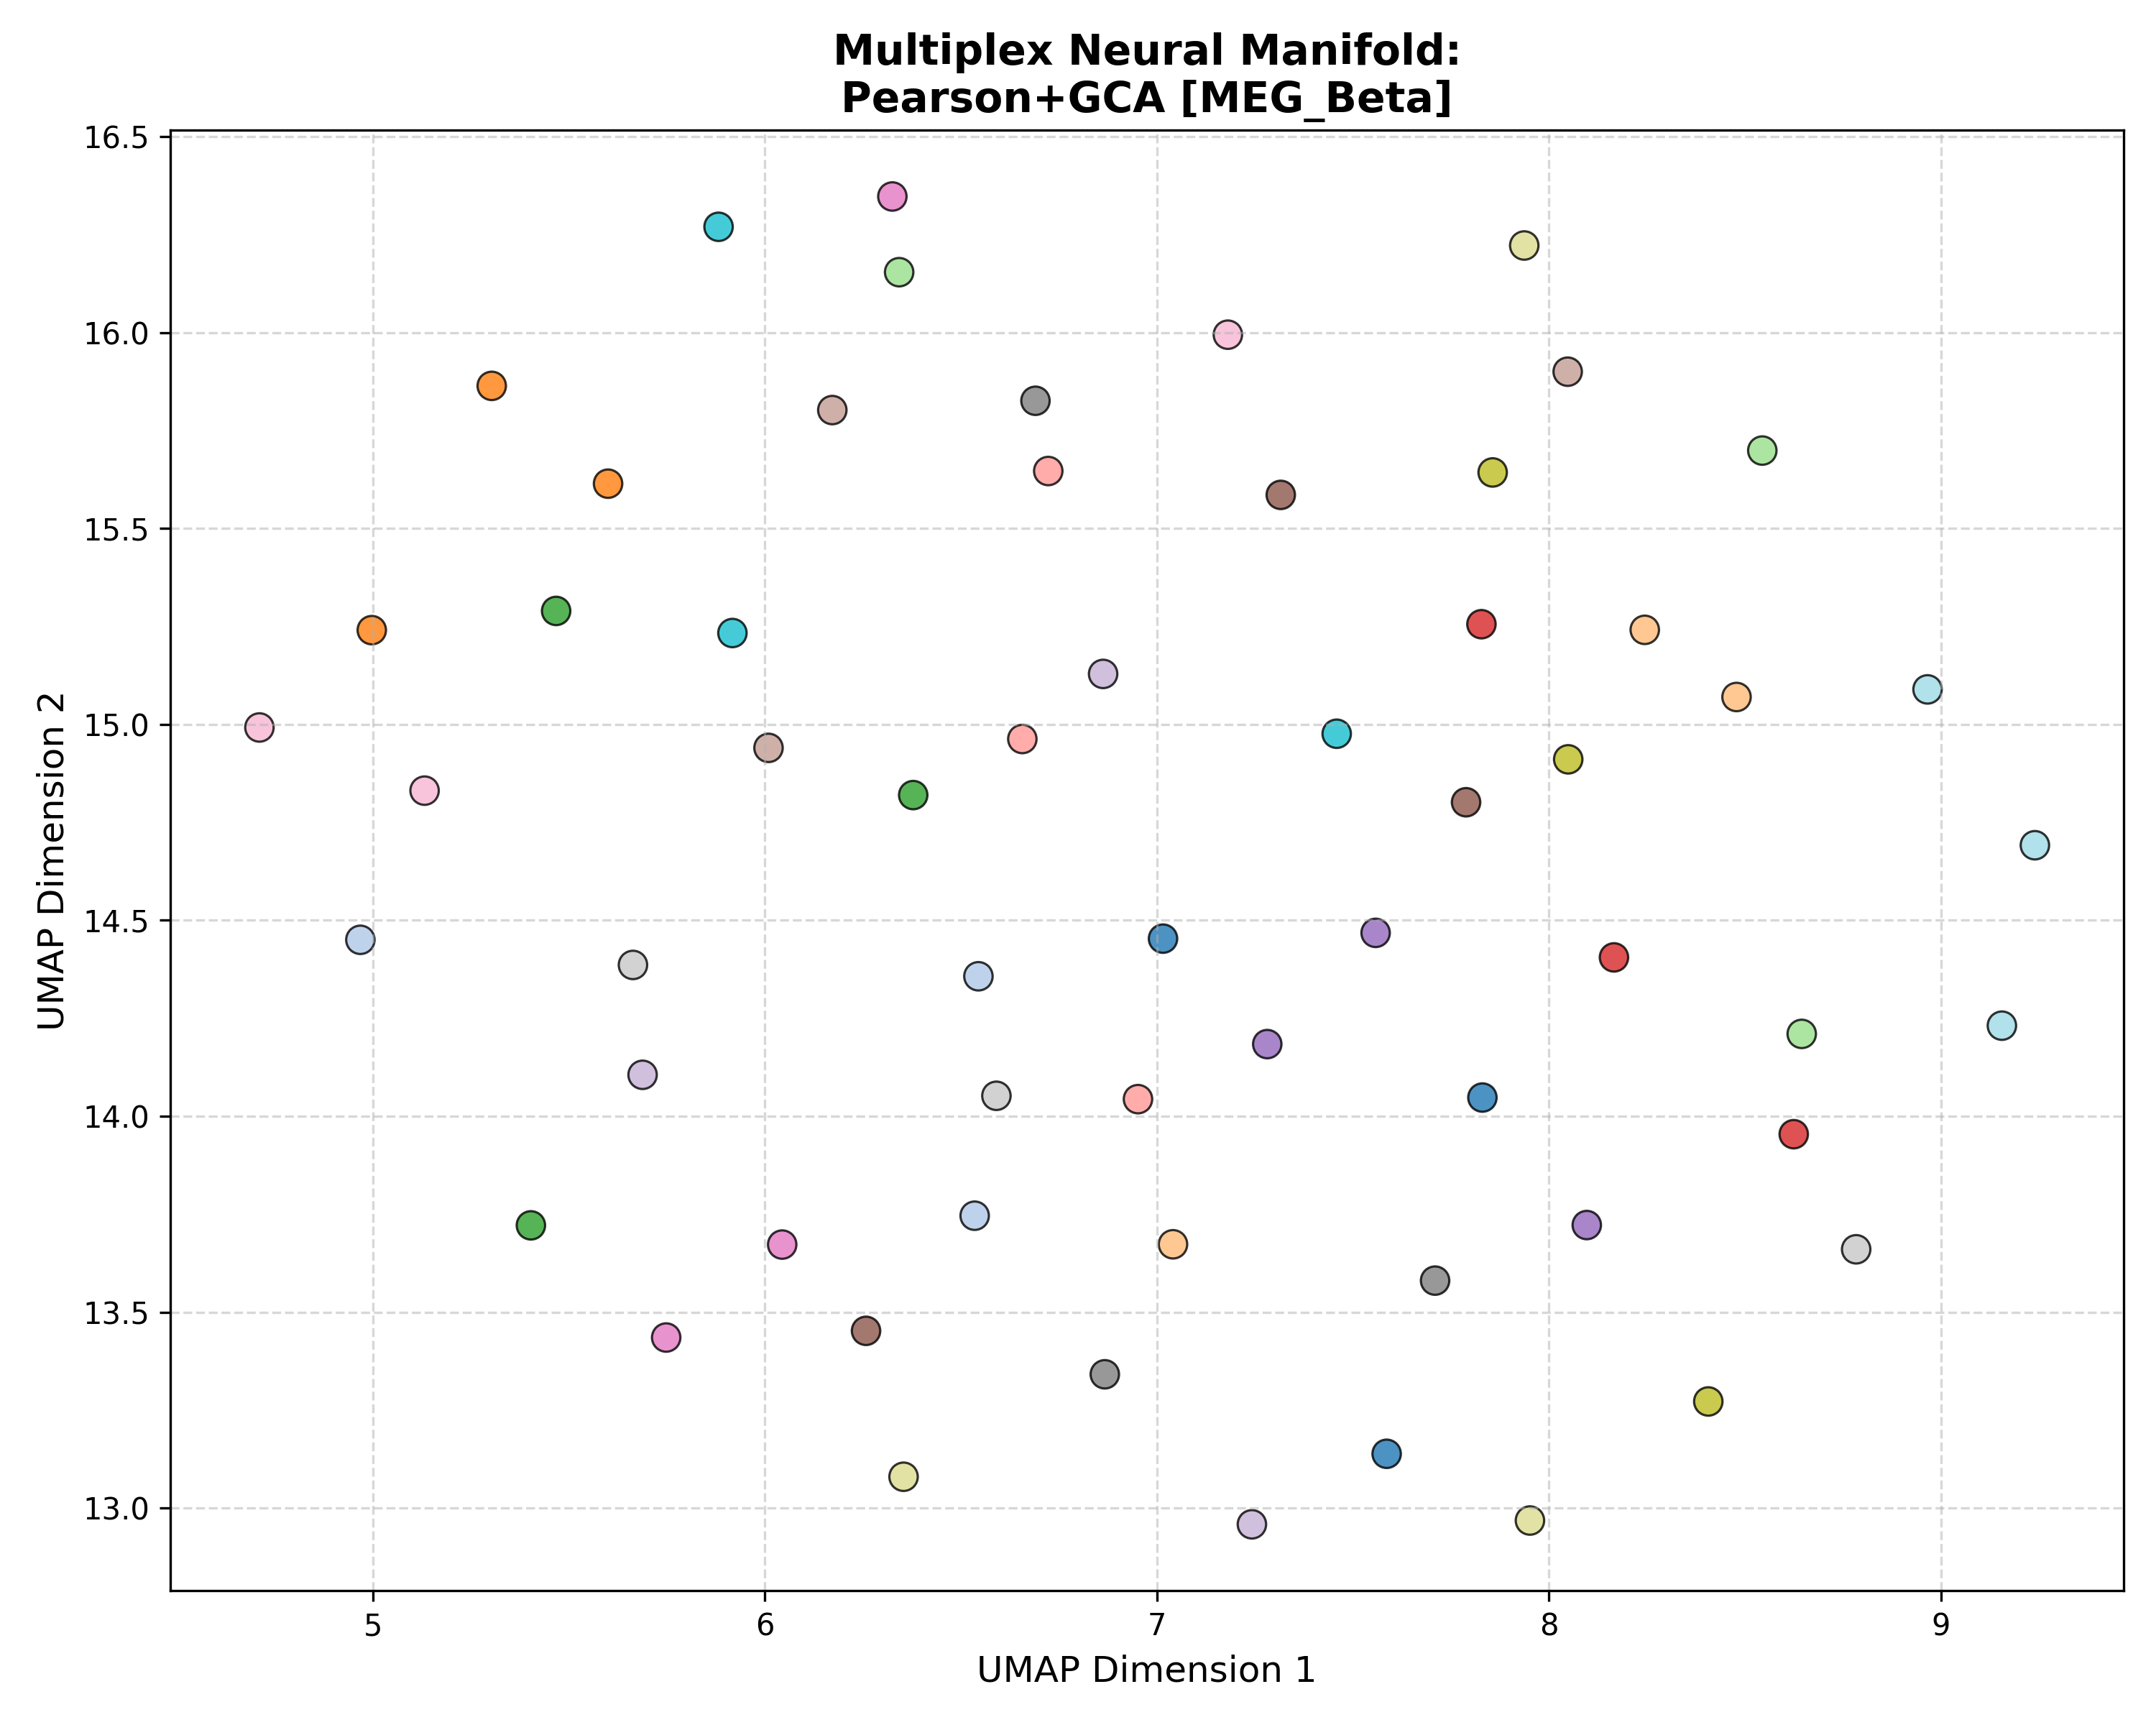 Multiplex Neural Manifold:
Pearson+GCA [MEG_Beta]
16.5
16.0
15.5
15.0
14.5
14.0
13.5
13.0
UMAP Dimension 2
5 6 7 8 9
UMAP Dimension 1